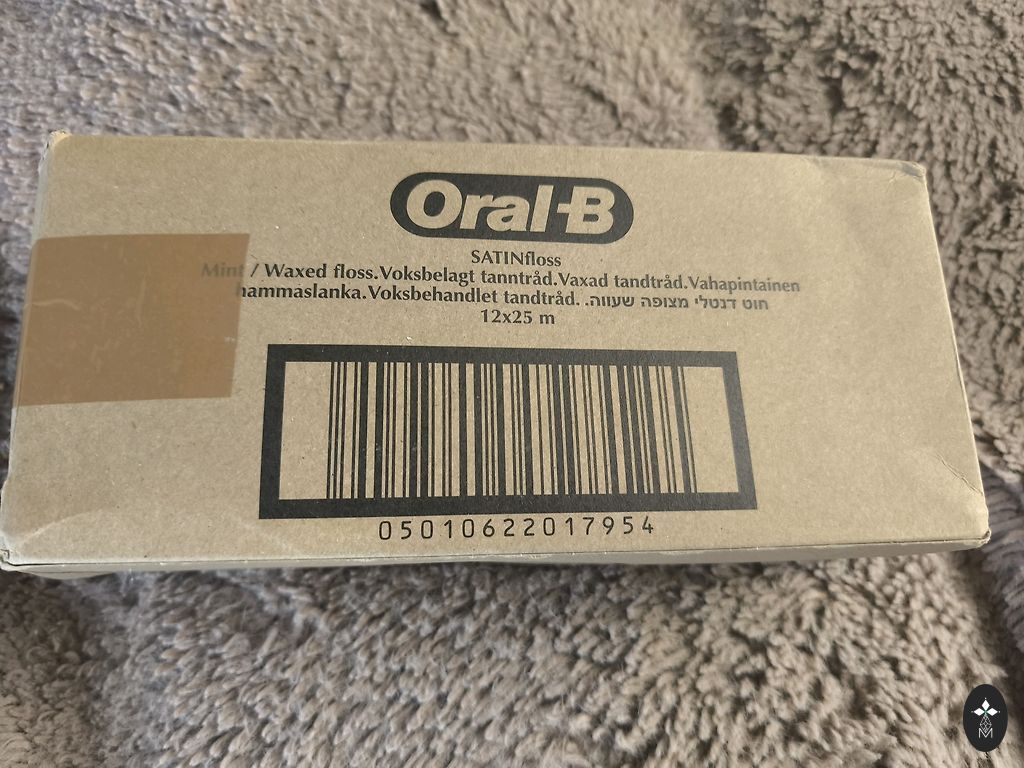 Oral-B
SATINfloss
Mint / Waxed floss.Voksbelagt tanntråd.Vaxad tandtråd.Vahapintainen
hammaslanka.Voksbehandlet tandtråd. חוט דנטלי מצופה שעווה.
12x25 m
05010622017954
M